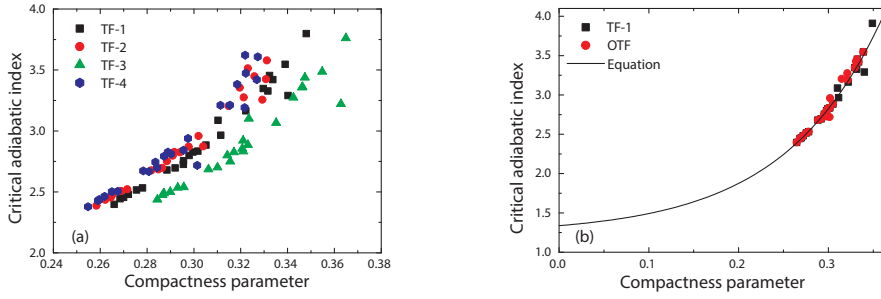 4.0
3.5
3.0
2.5
2.0
Critical adiabatic index
TF-1
TF-2
TF-3
TF-4
(a)
0.24 0.26 0.28 0.30 0.32 0.34 0.36 0.38
Compactness parameter
4.0
3.5
3.0
2.5
2.0
1.5
1.0
Critical adiabatic index
TF-1
OTF
Equation
(b)
0.0 0.1 0.2 0.3
Compactness parameter